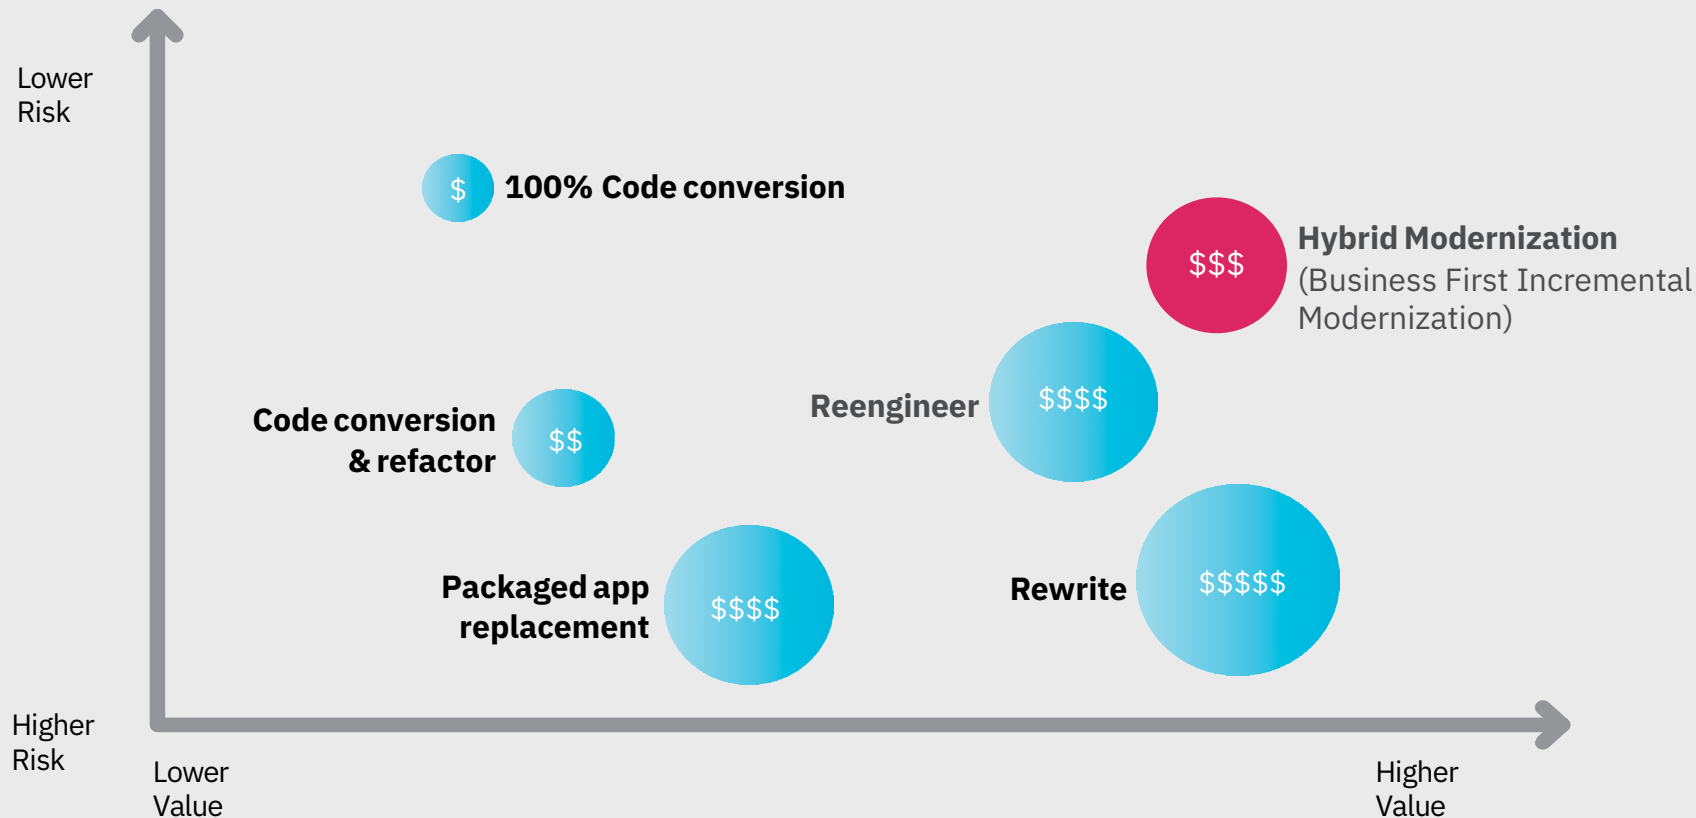 Lower
Risk
$
100% Code conversion
$$$
Hybrid Modernization
(Business First Incremental
Modernization)
Reengineer
$$$$
Code conversion
& refactor
$$
Packaged app
replacement
$$$$
Rewrite
$$$$$
Higher
Risk
Lower
Value
Higher
Value